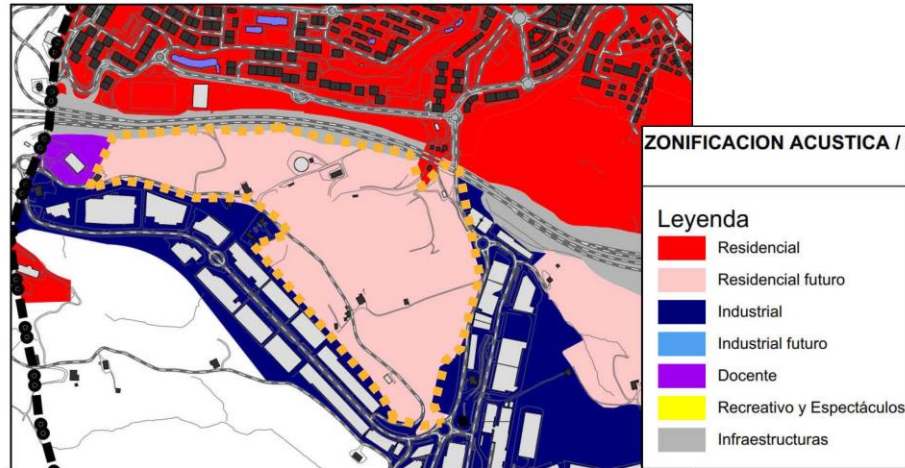 ZONIFICACION ACUSTICA /
Leyenda
Residencial
Residencial futuro
Industrial
Industrial futuro
Docente
Recreativo y Espectáculos
Infraestructuras